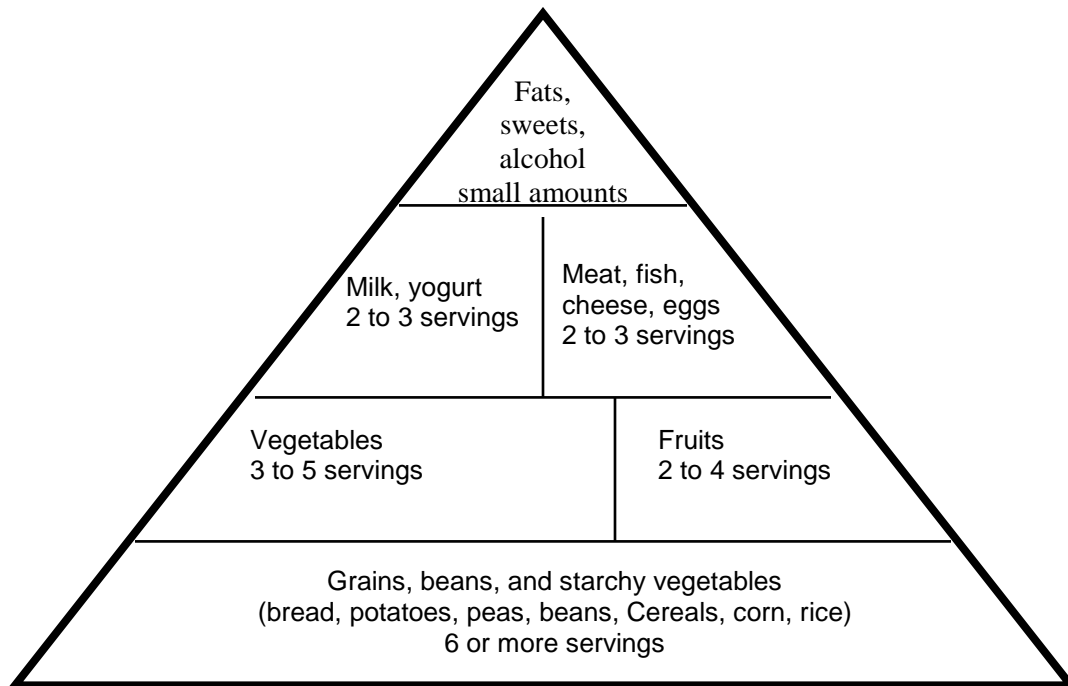 Fats,
sweets,
alcohol
small amounts
Milk, yogurt
2 to 3 servings
Meat, fish,
cheese, eggs
2 to 3 servings
Vegetables
3 to 5 servings
Fruits
2 to 4 servings
Grains, beans, and starchy vegetables
(bread, potatoes, peas, beans, Cereals, corn, rice)
6 or more servings